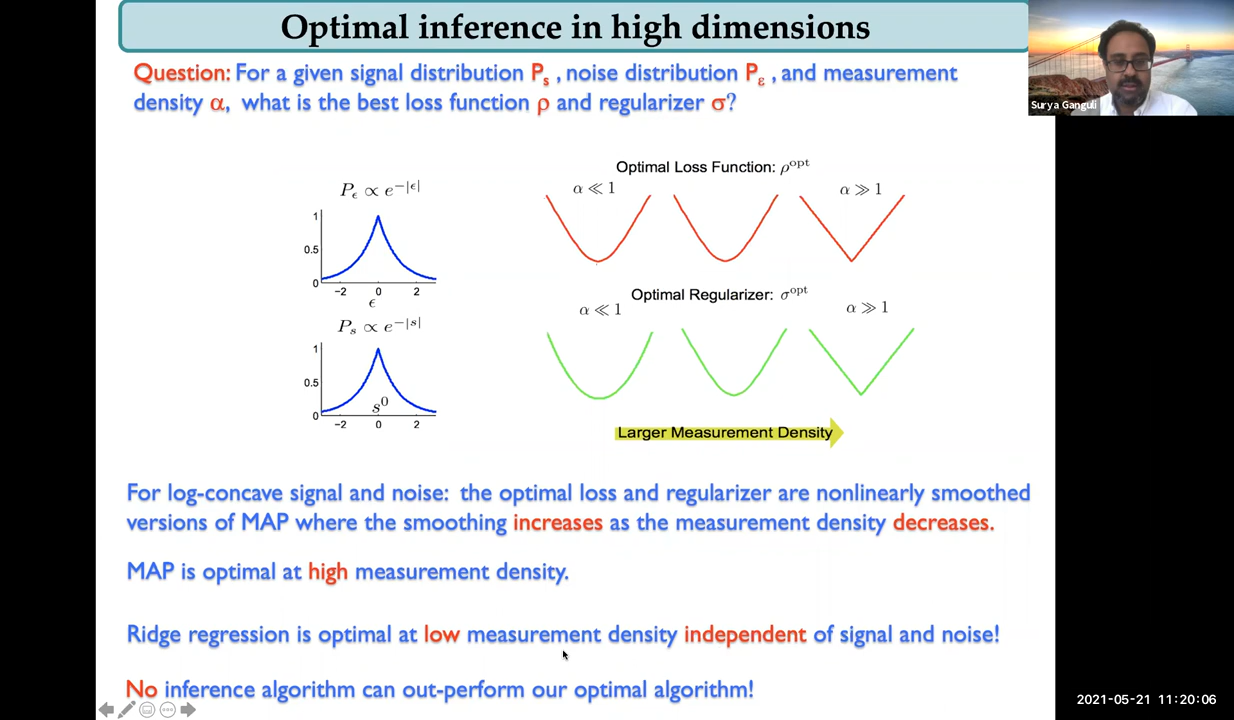 Optimal inference in high dimensions
Question: For a given signal distribution Pₛ , noise distribution P_ε , and measurement
density α, what is the best loss function ρ and regularizer σ?
Surya Ganguli
Optimal Loss Function: ρ^opt
α ≪ 1
α ≫ 1
P_ϵ ∝ e^{-|ϵ|}
1
0.5
0
−2 0 2
ϵ
Optimal Regularizer: σ^opt
α ≪ 1
α ≫ 1
P_s ∝ e^{-|s|}
1
0.5
s⁰
0
−2 0 2
Larger Measurement Density
For log-concave signal and noise: the optimal loss and regularizer are nonlinearly smoothed
versions of MAP where the smoothing increases as the measurement density decreases.
MAP is optimal at high measurement density.
Ridge regression is optimal at low measurement density independent of signal and noise!
No inference algorithm can out-perform our optimal algorithm!
2021-05-21 11:20:06